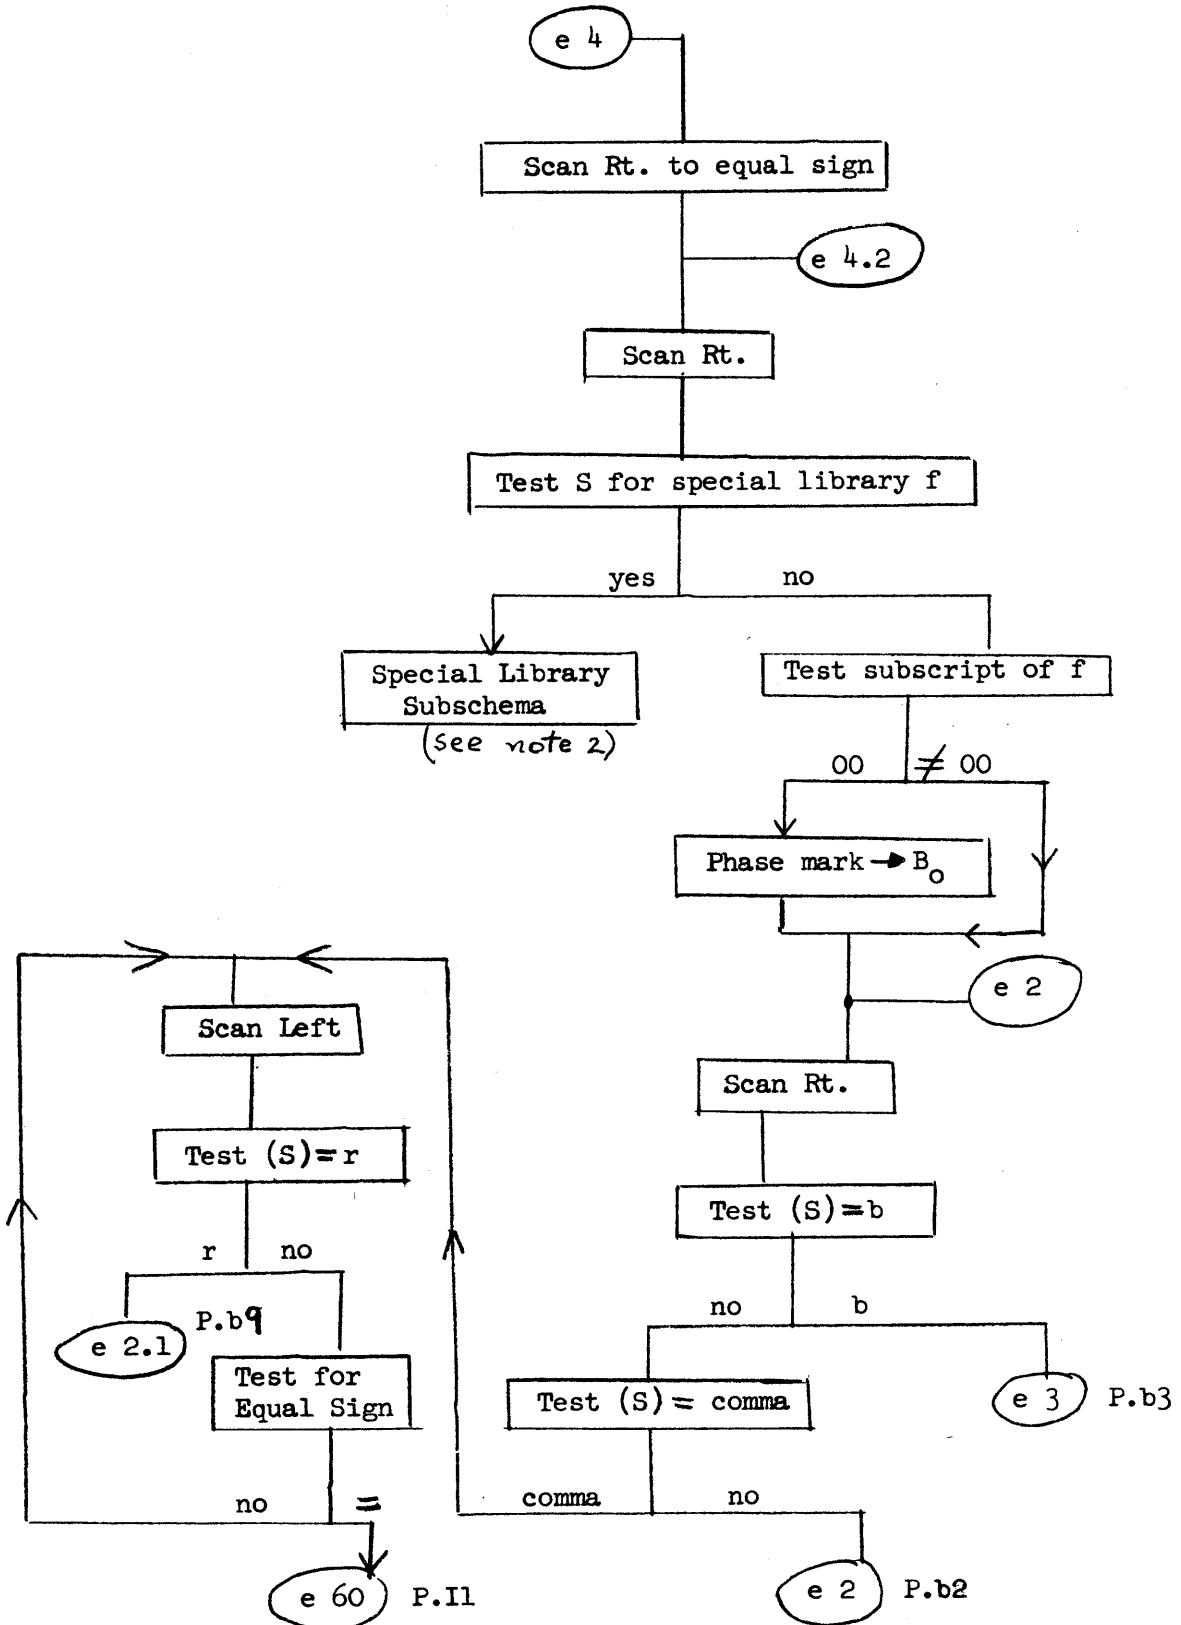 e 4
Scan Rt. to equal sign
e 4.2
Scan Rt.
Test S for special library f
yes
no
Special Library
Subschema
(see note 2)
Test subscript of f
00
≠ 00
Phase mark → B₀
e 2
Scan Rt.
Test (S)=b
no
b
Test (S)= comma
e 3
P.b3
comma
no
e 2
P.b2
Scan Left
Test (S)=r
r
no
e 2.1
P.b9
Test for
Equal Sign
no
=
e 60
P.I1